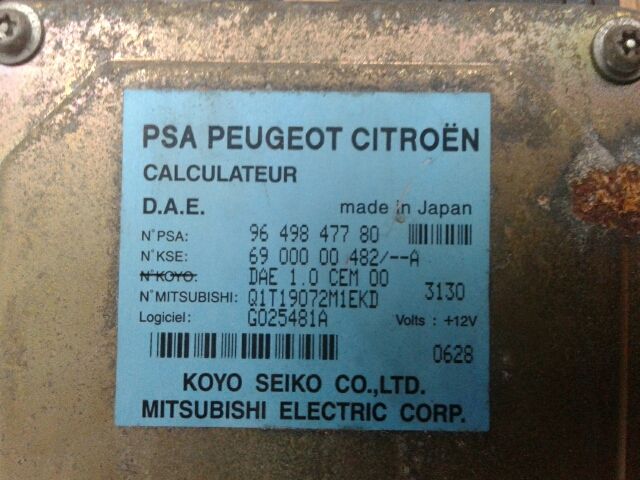 PSA PEUGEOT CITROËN
CALCULATEUR
D.A.E. made in Japan
N°PSA: 96 498 477 80
N°KSE: 69 000 00 482/--A
N°KOYO: DAE 1.0 CEM 00
N°MITSUBISHI: Q1T19072M1EKD 3130
Logiciel: G025481A Volts : +12V
0628
KOYO SEIKO CO.,LTD.
MITSUBISHI ELECTRIC CORP.